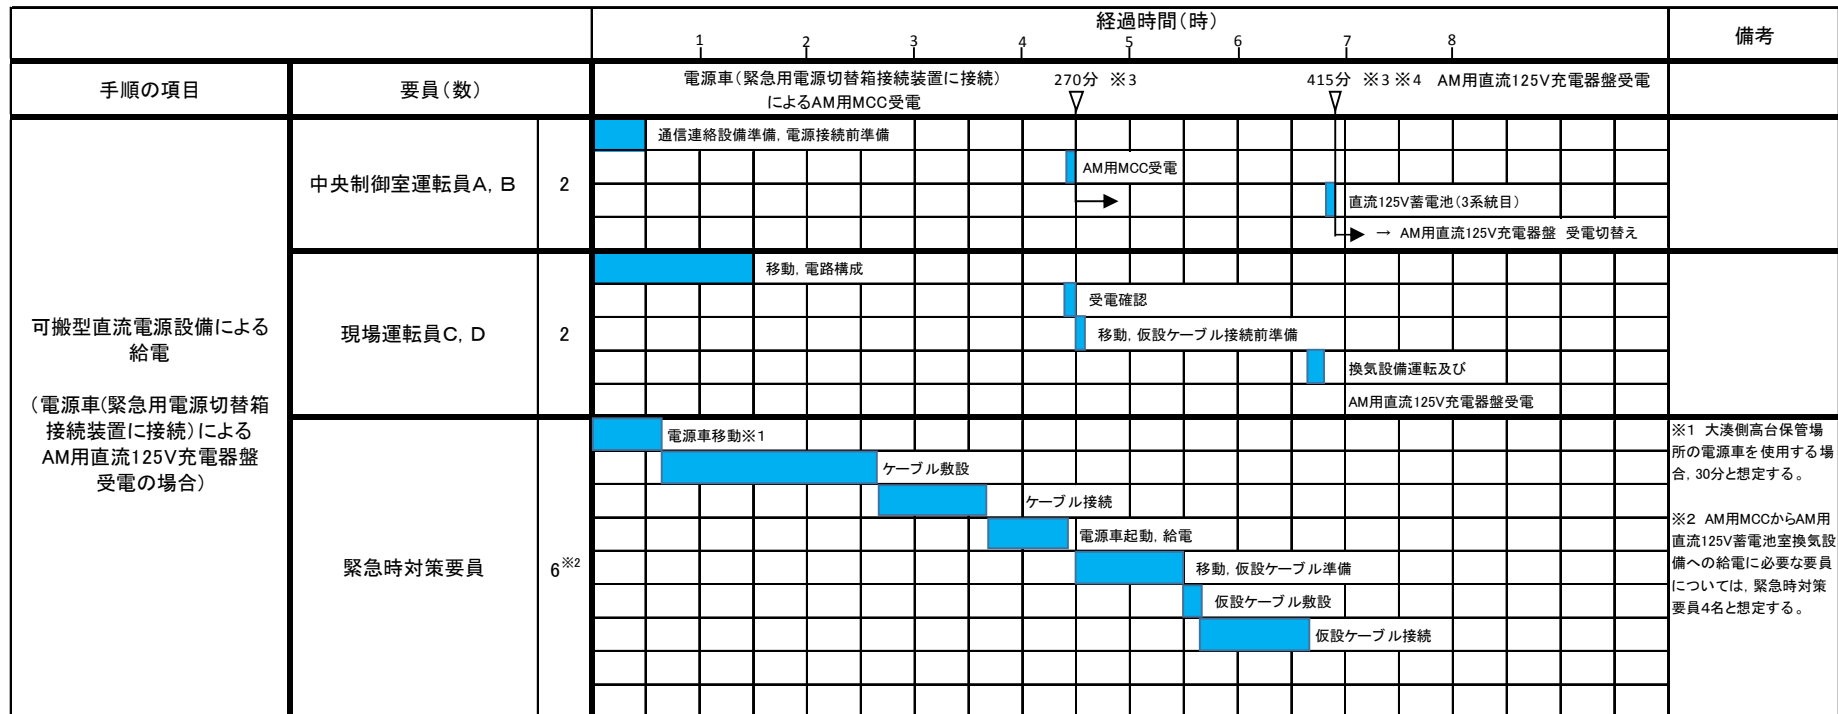 経過時間(時)
備考
1 2 3 4 5 6 7 8
手順の項目
要員(数)
電源車(緊急用電源切替箱接続装置に接続)
によるAM用MCC受電
270分 ※3
415分 ※3 ※4 AM用直流125V充電器盤受電
可搬型直流電源設備による
給電
(電源車(緊急用電源切替箱
接続装置に接続)による
AM用直流125V充電器盤
受電の場合)
中央制御室運転員A, B
2
通信連絡設備準備, 電源接続前準備
AM用MCC受電
直流125V蓄電池(3系統目)
→ AM用直流125V充電器盤 受電切替え
現場運転員C, D
2
移動, 電路構成
受電確認
移動, 仮設ケーブル接続前準備
換気設備運転及び
AM用直流125V充電器盤受電
緊急時対策要員
6※2
電源車移動※1
ケーブル敷設
ケーブル接続
電源車起動, 給電
移動, 仮設ケーブル準備
仮設ケーブル敷設
仮設ケーブル接続
※1 大湊側高台保管場
所の電源車を使用する場
合, 30分と想定する。
※2 AM用MCCからAM用
直流125V蓄電池室換気設
備への給電に必要な要員
については, 緊急時対策
要員4名と想定する。